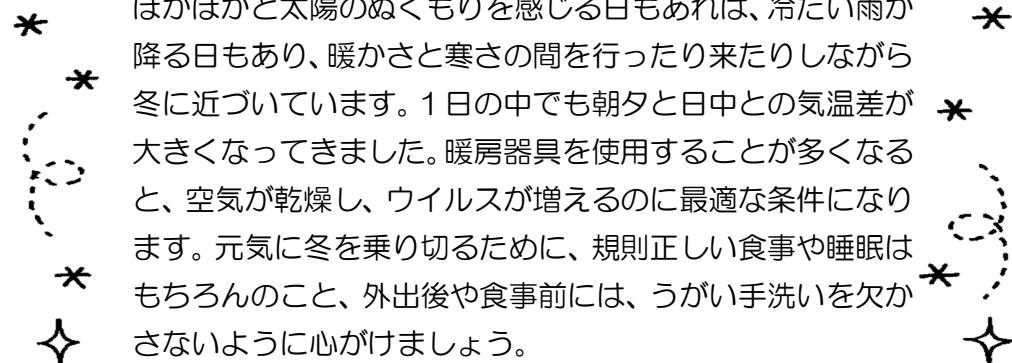 ぽかぽかと太陽のぬくもりを感じる日もあれば、冷たい雨が
降る日もあり、暖かさと寒さの間を行ったり来たりしながら
冬に近づいています。1日の中でも朝夕と日中との気温差が
大きくなってきました。暖房器具を使用することが多くなる
と、空気が乾燥し、ウイルスが増えるのに最適な条件になり
ます。元気に冬を乗り切るために、規則正しい食事や睡眠は
もちろんのこと、外出後や食事前には、うがい手洗いを欠か
さないように心がけましょう。